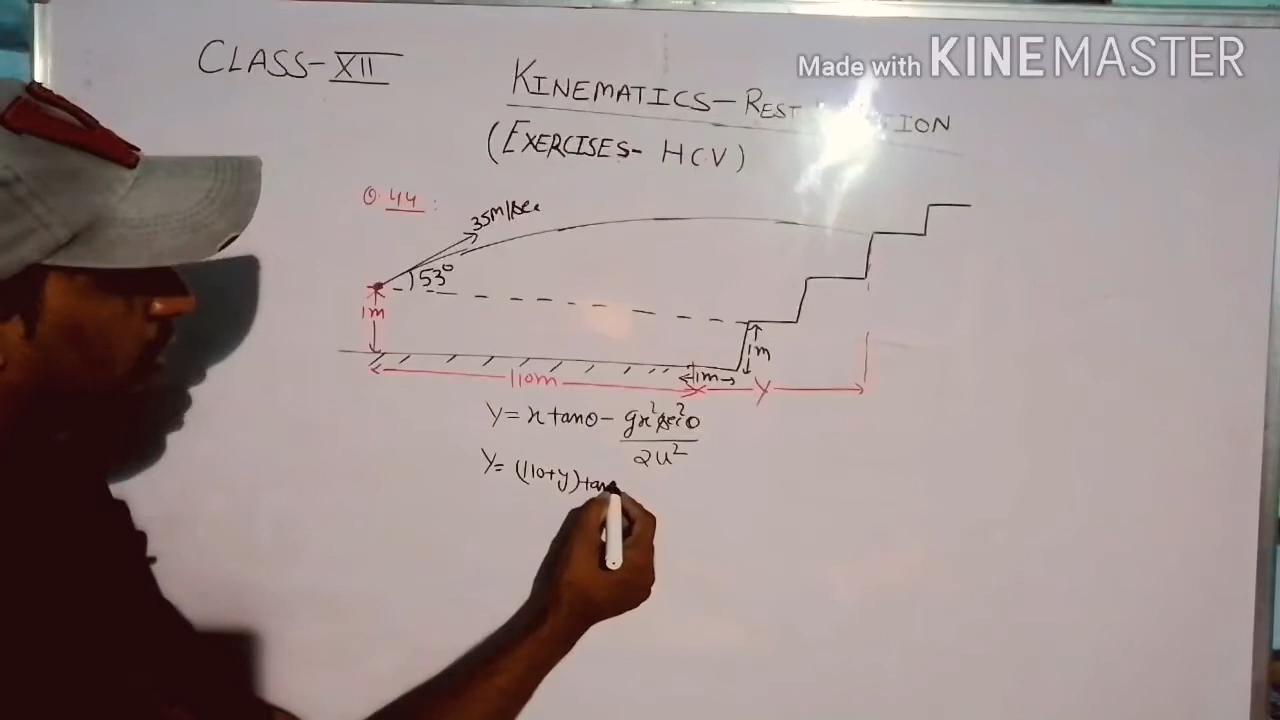 Made with KINEMASTER
CLASS-XII
KINEMATICS-REST
(EXERCISES- HCV)
Q.44:
35M/sec
53°
1m
1m
110m
1m
y
Y = x tanθ - gx²sec²θ / 2u²
Y = (110+y)tan